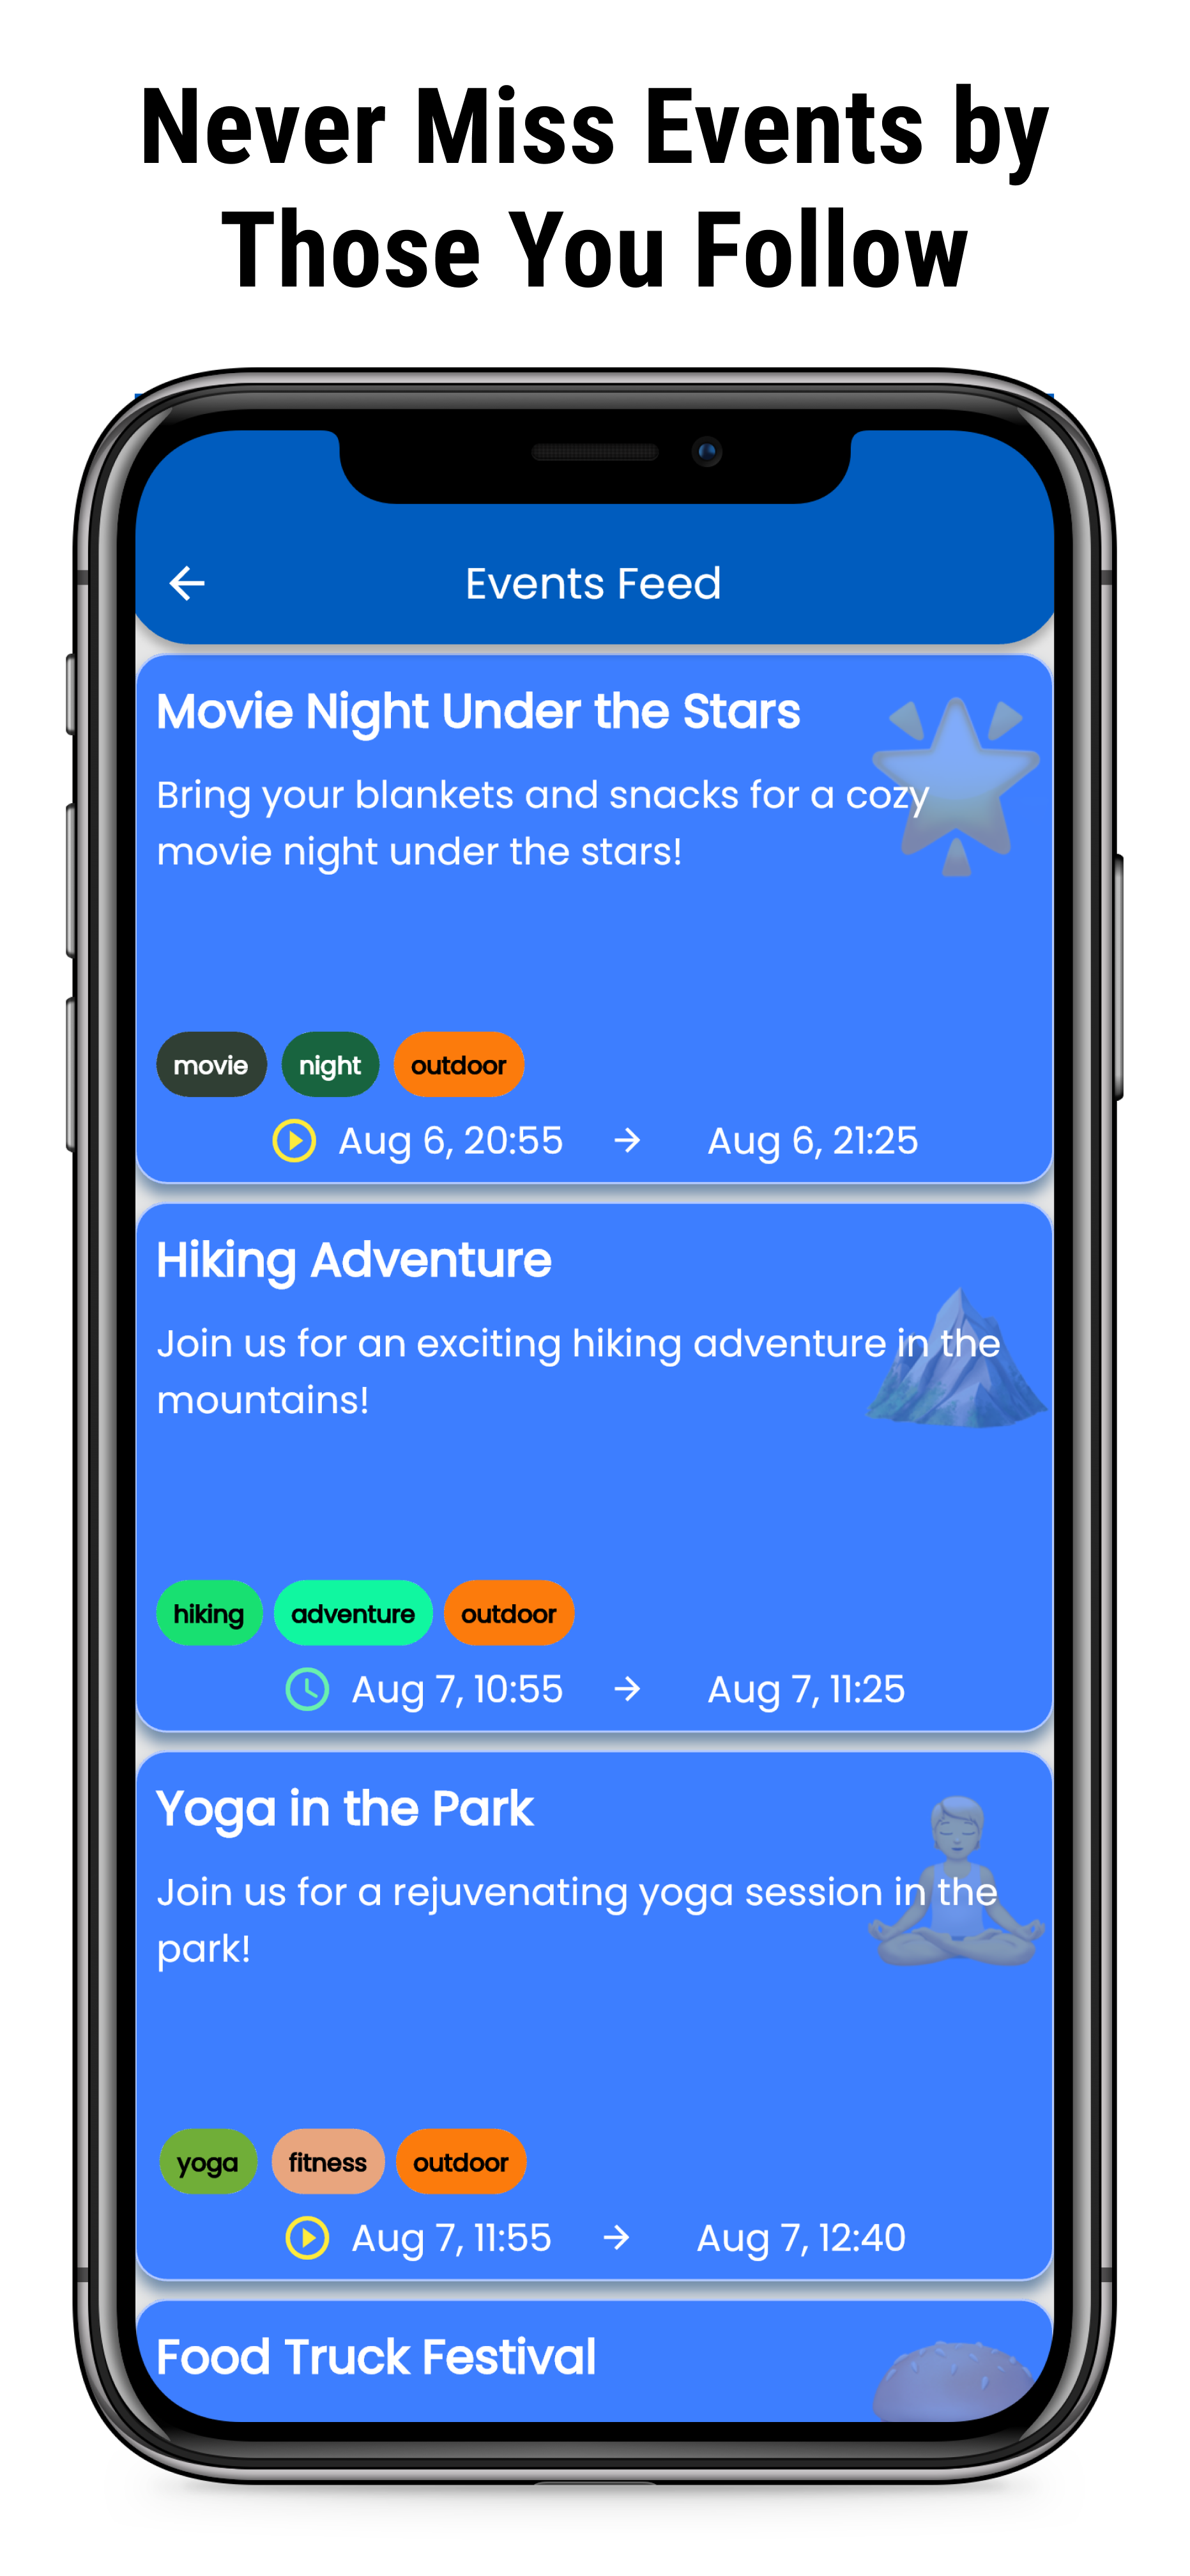 Never Miss Events by
Those You Follow
Events Feed
Movie Night Under the Stars
Bring your blankets and snacks for a cozy
movie night under the stars!
movie night outdoor
Aug 6, 20:55 → Aug 6, 21:25
Hiking Adventure
Join us for an exciting hiking adventure in the
mountains!
hiking adventure outdoor
Aug 7, 10:55 → Aug 7, 11:25
Yoga in the Park
Join us for a rejuvenating yoga session in the
park!
yoga fitness outdoor
Aug 7, 11:55 → Aug 7, 12:40
Food Truck Festival